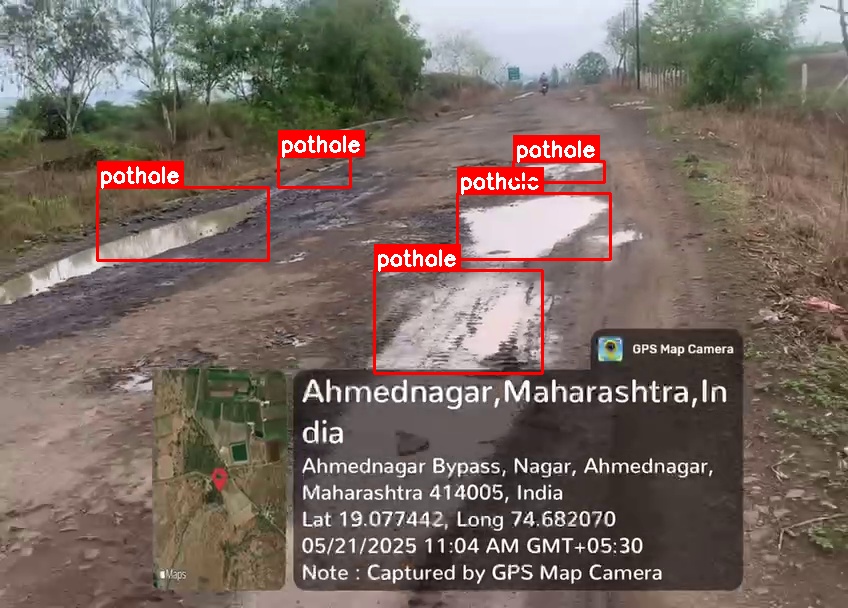 pothole
pothole
pothole
pothole
pothole
GPS Map Camera
Ahmednagar,Maharashtra,In
dia
Ahmednagar Bypass, Nagar, Ahmednagar,
Maharashtra 414005, India
Lat 19.077442, Long 74.682070
05/21/2025 11:04 AM GMT+05:30
Note : Captured by GPS Map Camera
Maps